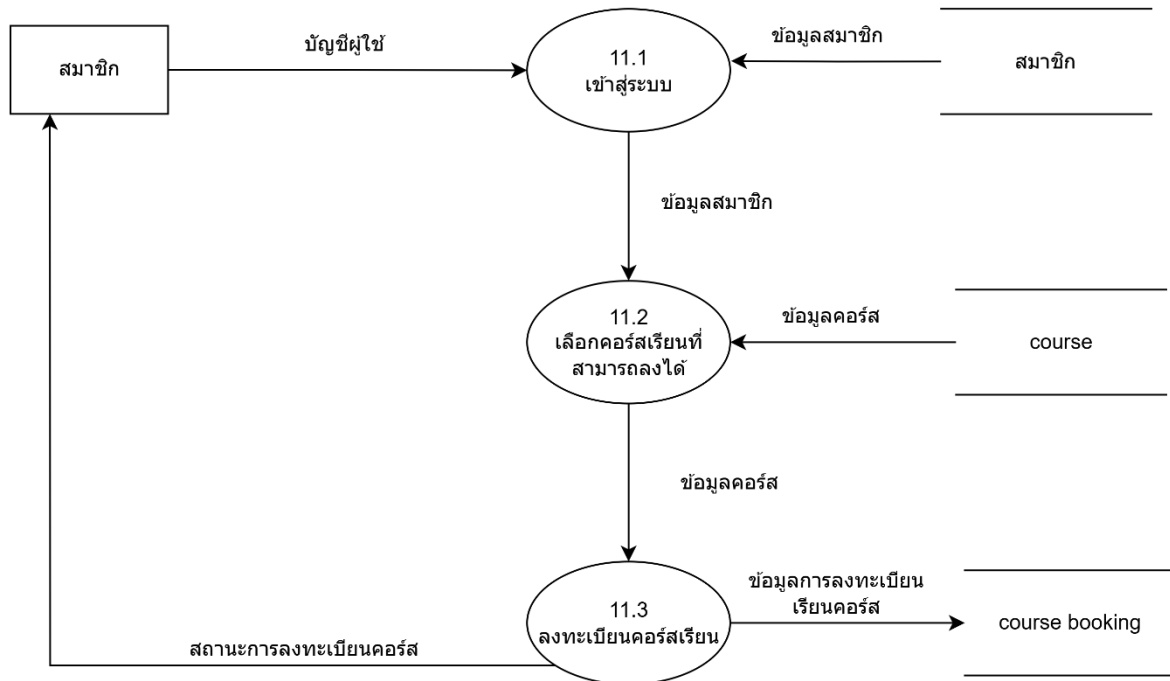 สมาชิก
บัญชีผู้ใช้
11.1
เข้าสู่ระบบ
ข้อมูลสมาชิก
สมาชิก
ข้อมูลสมาชิก
11.2
เลือกคอร์สเรียนที่
สามารถลงได้
ข้อมูลคอร์ส
course
ข้อมูลคอร์ส
11.3
ลงทะเบียนคอร์สเรียน
ข้อมูลการลงทะเบียน
เรียนคอร์ส
course booking
สถานะการลงทะเบียนคอร์ส